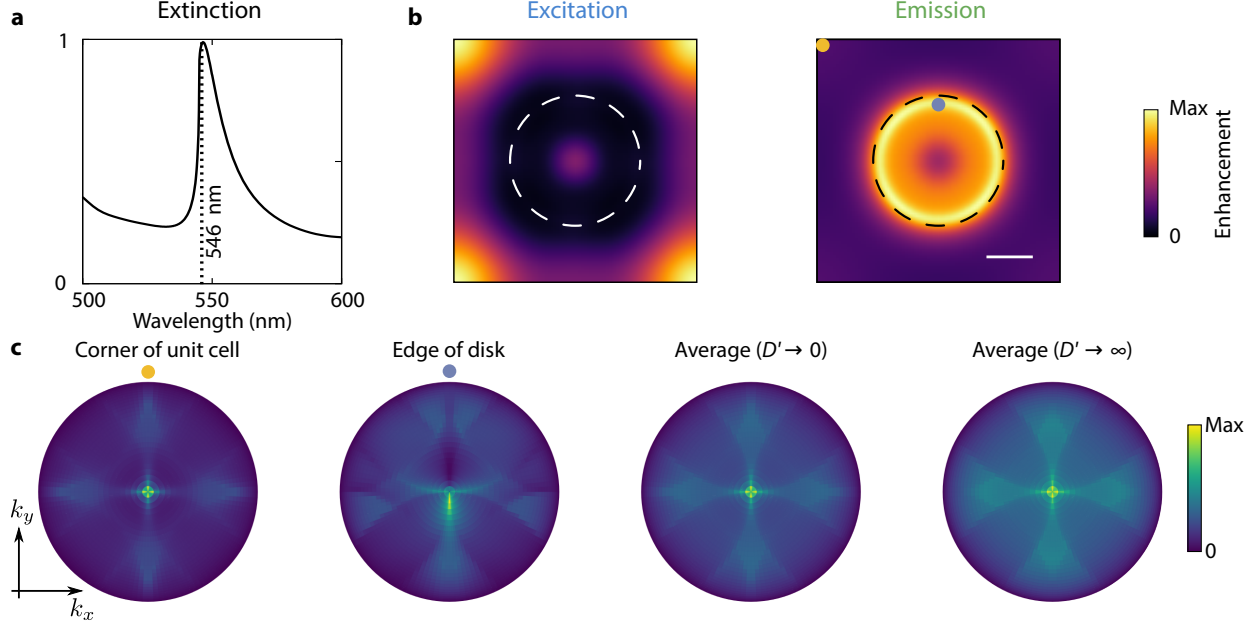 a
Extinction
1
0
500
550
600
546 nm
Wavelength (nm)
b
Excitation
Emission
Max
0
Enhancement
c
Corner of unit cell
Edge of disk
Average (D′ → 0)
Average (D′ → ∞)
Max
0
k_y
k_x